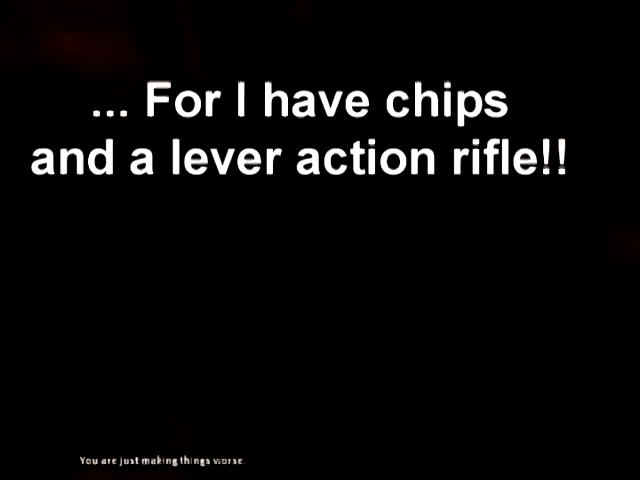 ... For I have chips
and a lever action rifle!!
You are just making things worse.